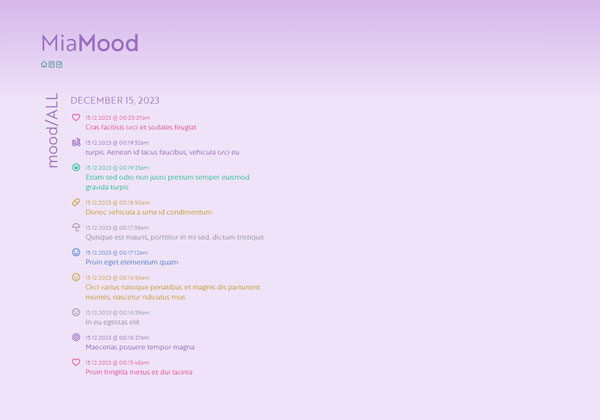 MiaMood
mood/ALL
DECEMBER 15, 2023
15.12.2023 @ 00:20:37am
Cras facilisis orci et sodales feugiat
15.12.2023 @ 00:19:52am
turpis. Aenean id lacus faucibus, vehicula orci eu
15.12.2023 @ 00:19:23am
Etiam sed odio non justo pretium semper euismod
gravida turpis
15.12.2023 @ 00:18:50am
Donec vehicula a urna id condimentum
15.12.2023 @ 00:17:38am
Quisque est mauris, porttitor in mi sed, dictum tristique
15.12.2023 @ 00:17:12am
Proin eget elementum quam
15.12.2023 @ 00:16:56am
Orci varius natoque penatibus et magnis dis parturient
montes, nascetur ridiculus mus
15.12.2023 @ 00:16:39am
In eu egestas elit
15.12.2023 @ 00:16:27am
Maecenas posuere tempor magna
15.12.2023 @ 00:15:48am
Proin fringilla metus et dui lacinia